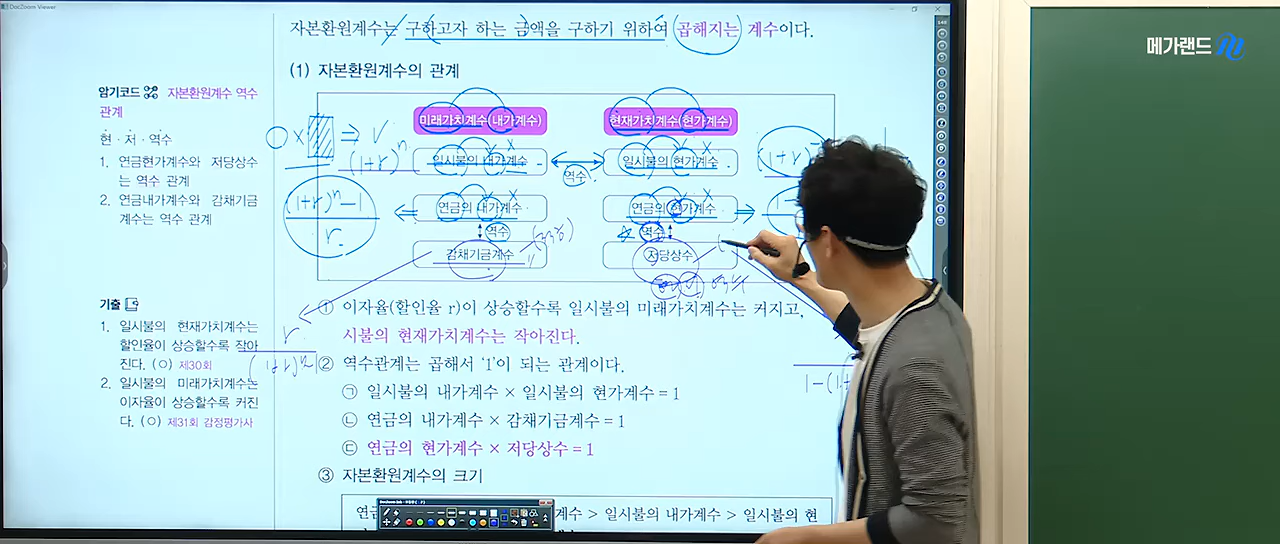 DocZoom Viewer
자본환원계수는 구하고자 하는 금액을 구하기 위하여 곱해지는 계수이다.
메가랜드
(1) 자본환원계수의 관계
암기코드 자본환원계수 역수
관계
현·저·역수
1. 연금현가계수와 저당상수
는 역수 관계
2. 연금내가계수와 감채기금
계수는 역수 관계
미래가치계수(내가계수)
현재가치계수(현가계수)
일시불의 내가계수
역수
일시불의 현가계수
연금의 내가계수
연금의 현가계수
역수
역수
감채기금계수
저당상수
(1+r)^n
(1+r)^n-1
r
r
(1+r)^n
기출
1. 일시불의 현재가치계수는
할인율이 상승할수록 작아
진다. (○) 제30회
2. 일시불의 미래가치계수는
이자율이 상승할수록 커진
다. (○) 제31회 감정평가사
① 이자율(할인율 r)이 상승할수록 일시불의 미래가치계수는 커지고,
시불의 현재가치계수는 작아진다.
② 역수관계는 곱해서 '1'이 되는 관계이다.
㉠ 일시불의 내가계수 × 일시불의 현가계수 = 1
㉡ 연금의 내가계수 × 감채기금계수 = 1
㉢ 연금의 현가계수 × 저당상수 = 1
③ 자본환원계수의 크기
계수 > 일시불의 내가계수 > 일시불의 현